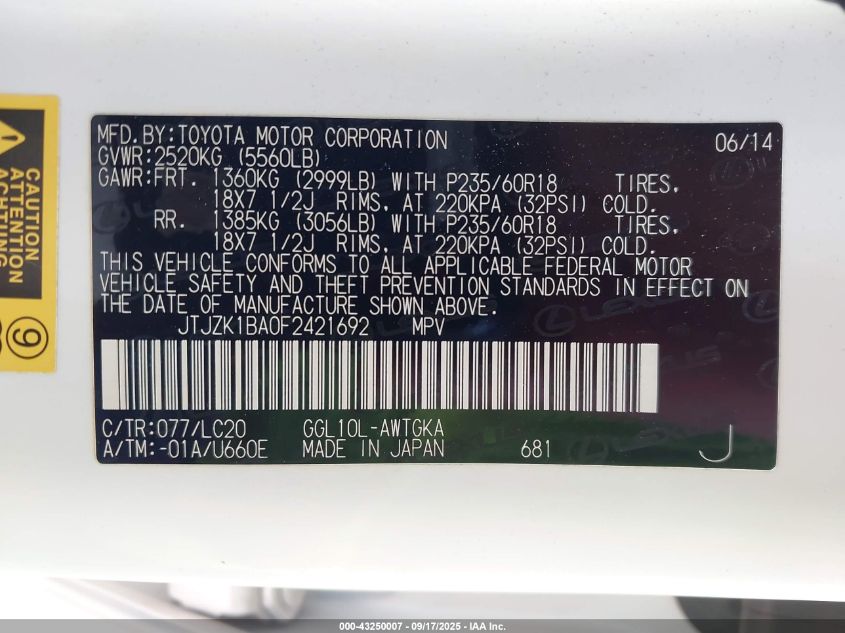 CAUTION
ACHTUNG
9
MFD.BY:TOYOTA MOTOR CORPORATION 06/14
GVWR:2520KG (5560LB)
GAWR:FRT. 1360KG (2999LB) WITH P235/60R18 TIRES,
18X7 1/2J RIMS, AT 220KPA (32PSI) COLD.
RR. 1385KG (3056LB) WITH P235/60R18 TIRES,
18X7 1/2J RIMS, AT 220KPA (32PSI) COLD.
THIS VEHICLE CONFORMS TO ALL APPLICABLE FEDERAL MOTOR
VEHICLE SAFETY AND THEFT PREVENTION STANDARDS IN EFFECT ON
THE DATE OF MANUFACTURE SHOWN ABOVE.
JTJZK1BA0F2421692 MPV
C/TR:077/LC20 GGL10L-AWTGKA
A/TM:-01A/U660E MADE IN JAPAN 681 J
LEXUS
000-43250007 - 09/17/2025 - IAA Inc.